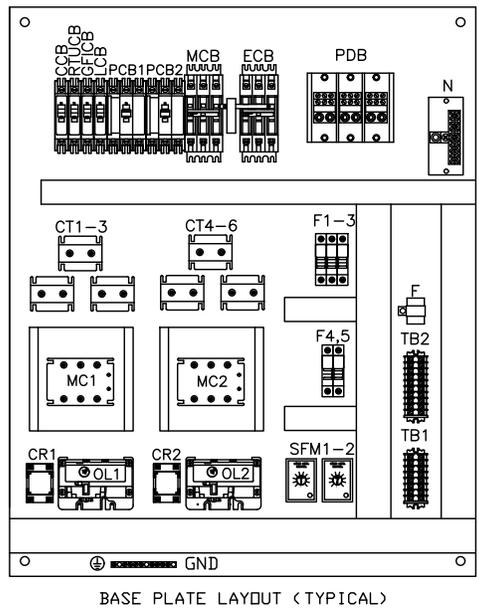 CCB
RTUCB
GFICB
LCB
PCB1
PCB2
MCB
ECB
PDB
N
CT1-3
CT4-6
F1-3
F
F4,5
TB2
MC1
MC2
TB1
CR1
OL1
CR2
OL2
SFM1-2
GND
BASE PLATE LAYOUT (TYPICAL)